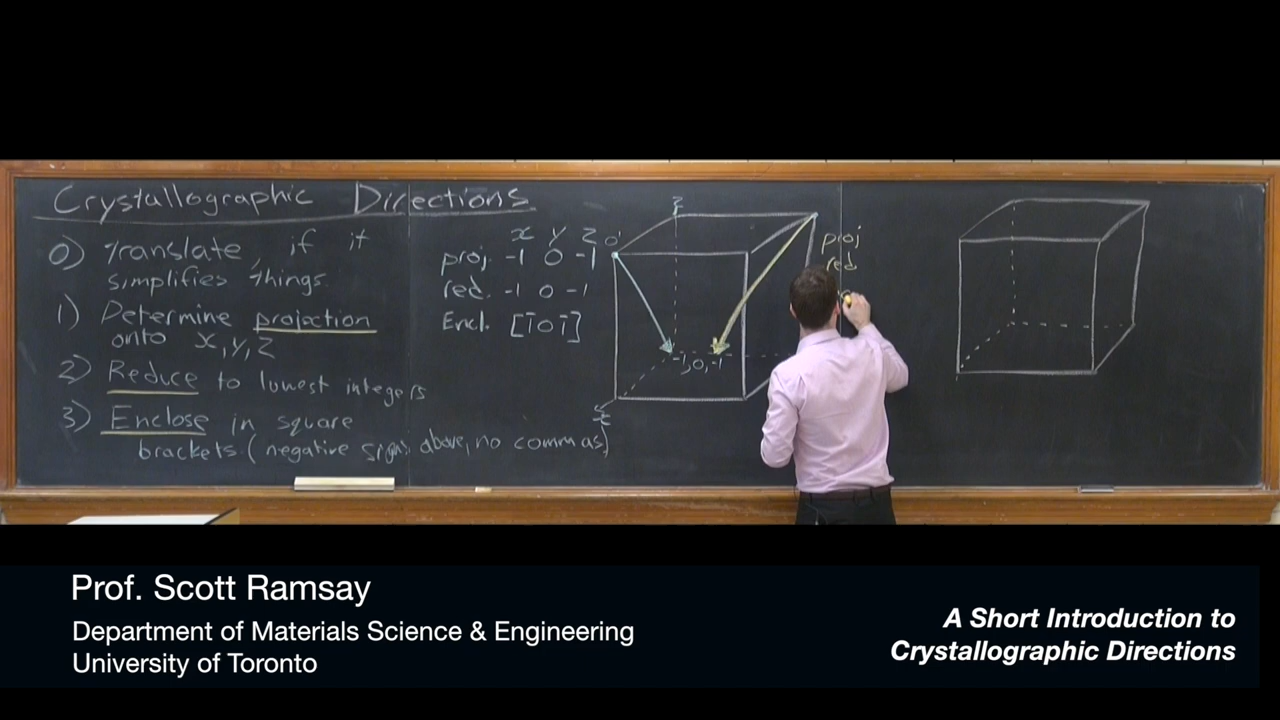 Crystallographic Directions
0) translate, if it
simplifies things.
1) Determine projection
onto x, y, z
2) Reduce to lowest integers
3) Enclose in square
brackets (negative signs above, no commas)
x y z
proj. -1 0 -1
red. -1 0 -1
Encl. [1̄ 0 1̄]
z
0'
-1, 0, -1
x
proj
red
Prof. Scott Ramsay
Department of Materials Science & Engineering
University of Toronto
A Short Introduction to
Crystallographic Directions